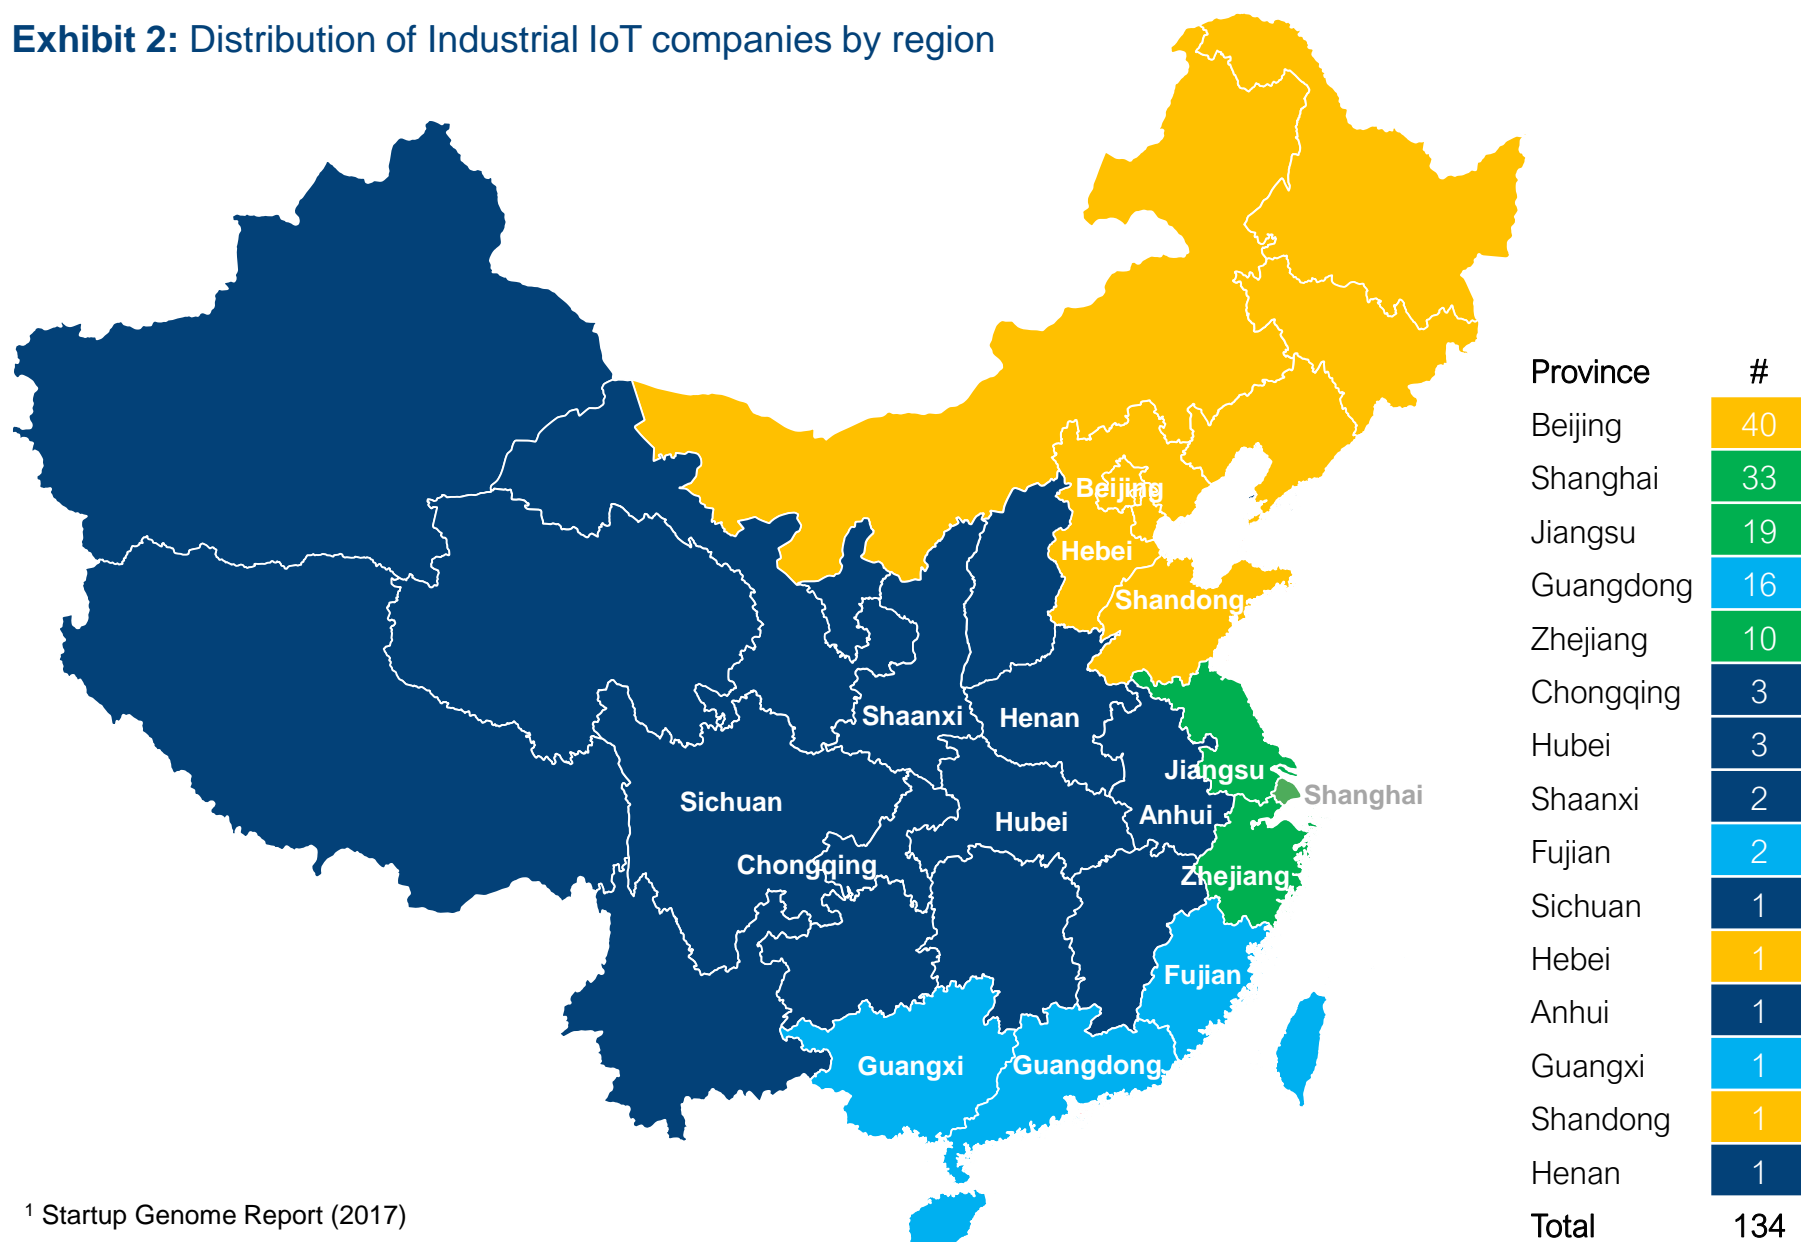 Exhibit 2: Distribution of Industrial IoT companies by region
Beijing
Hebei
Shandong
Shaanxi
Henan
Jiangsu
Shanghai
Sichuan
Anhui
Hubei
Chongqing
Zhejiang
Fujian
Guangxi
Guangdong
Province #
Beijing 40
Shanghai 33
Jiangsu 19
Guangdong 16
Zhejiang 10
Chongqing 3
Hubei 3
Shaanxi 2
Fujian 2
Sichuan 1
Hebei 1
Anhui 1
Guangxi 1
Shandong 1
Henan 1
Total 134
¹ Startup Genome Report (2017)